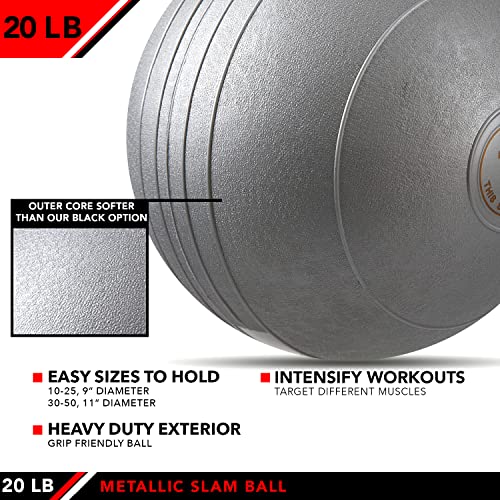 20 LB
OUTER CORE SOFTER
THAN OUR BLACK OPTION
THIS
EASY SIZES TO HOLD
10-25, 9" DIAMETER
30-50, 11" DIAMETER
INTENSIFY WORKOUTS
TARGET DIFFERENT MUSCLES
HEAVY DUTY EXTERIOR
GRIP FRIENDLY BALL
20 LB
METALLIC SLAM BALL